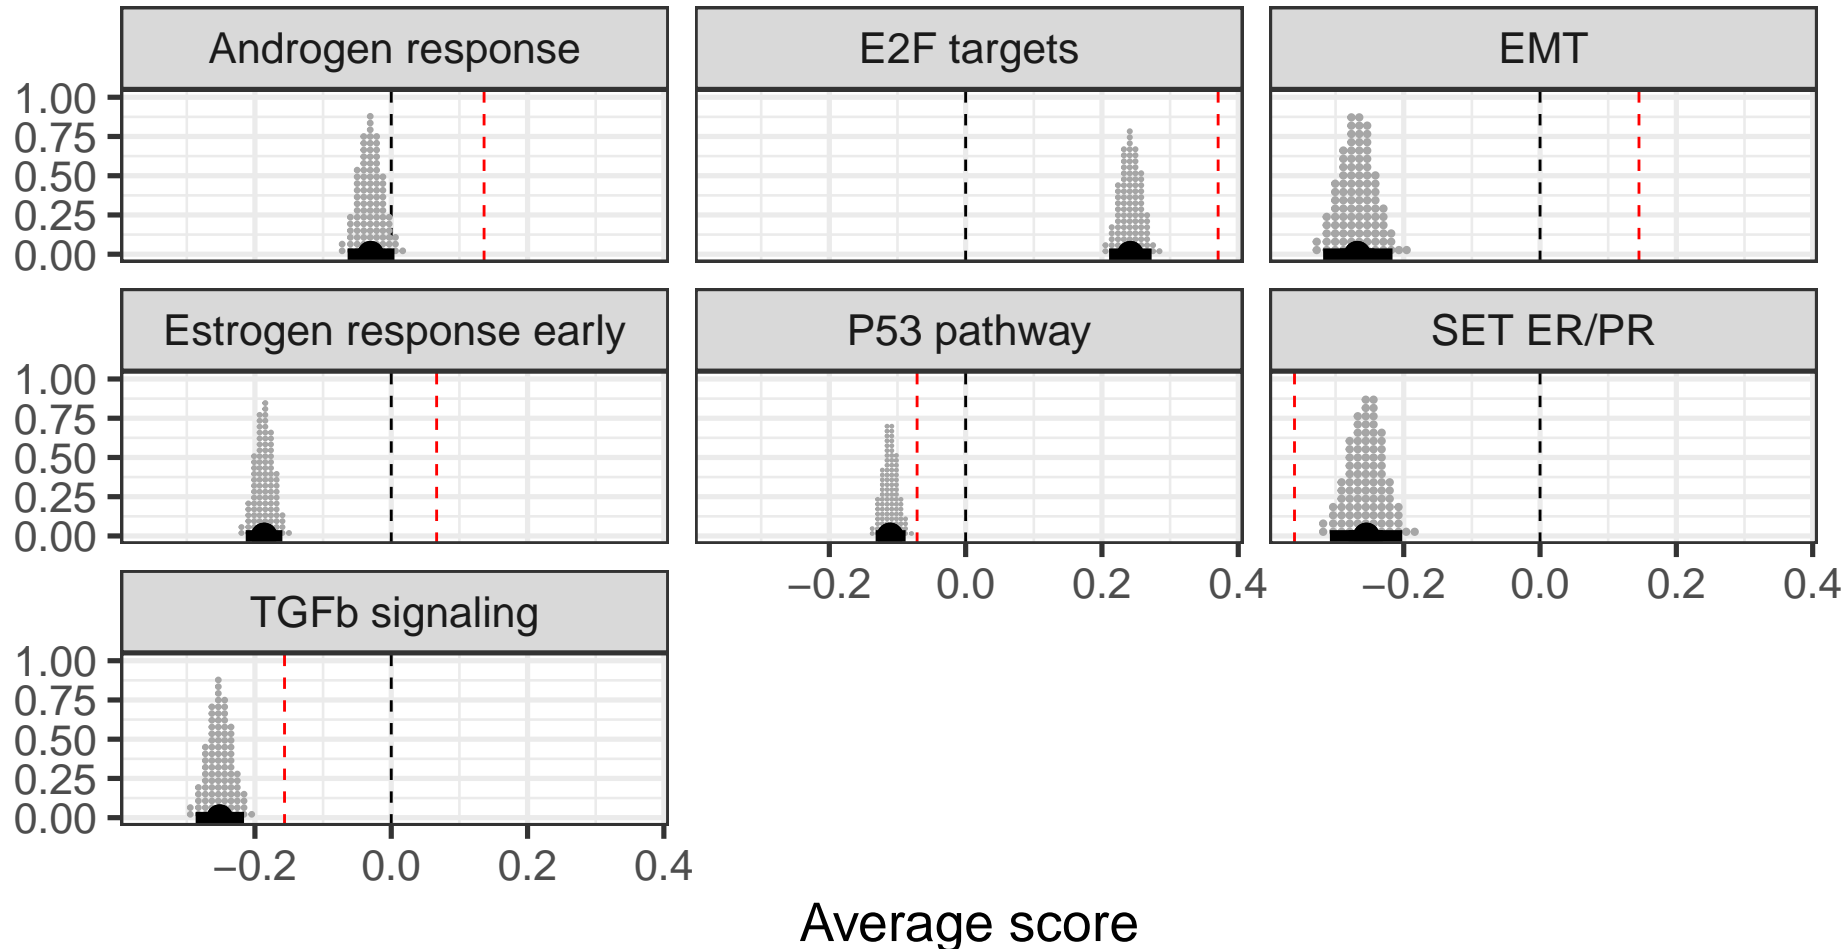 Androgen response
E2F targets
EMT
1.00
0.75
0.50
0.25
0.00
Estrogen response early
P53 pathway
SET ER/PR
1.00
0.75
0.50
0.25
0.00
−0.2 0.0 0.2 0.4
−0.2 0.0 0.2 0.4
TGFb signaling
1.00
0.75
0.50
0.25
0.00
−0.2 0.0 0.2 0.4
Average score